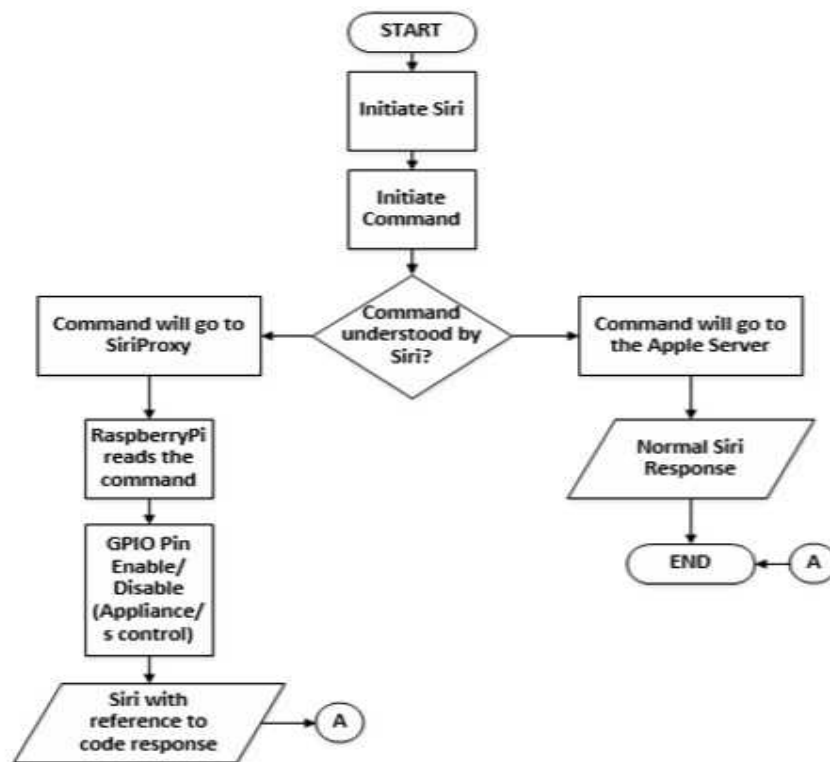 START
Initiate Siri
Initiate
Command
Command
understood by
Siri?
Command will go to
SiriProxy
RaspberryPi
reads the
command
GPIO Pin
Enable/
Disable
(Appliance/
s control)
Siri with
reference to
code response
A
Command will go to
the Apple Server
Normal Siri
Response
END
A